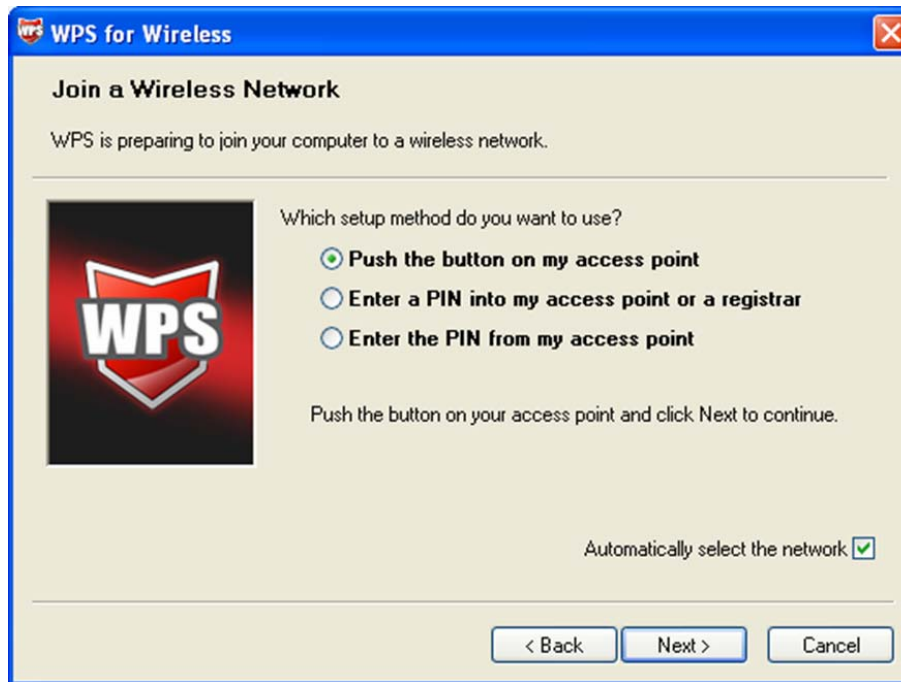 WPS WPS for Wireless
Join a Wireless Network
WPS is preparing to join your computer to a wireless network.
Which setup method do you want to use?
Push the button on my access point
Enter a PIN into my access point or a registrar
Enter the PIN from my access point
WPS
Push the button on your access point and click Next to continue.
Automatically select the network
< Back Next > Cancel